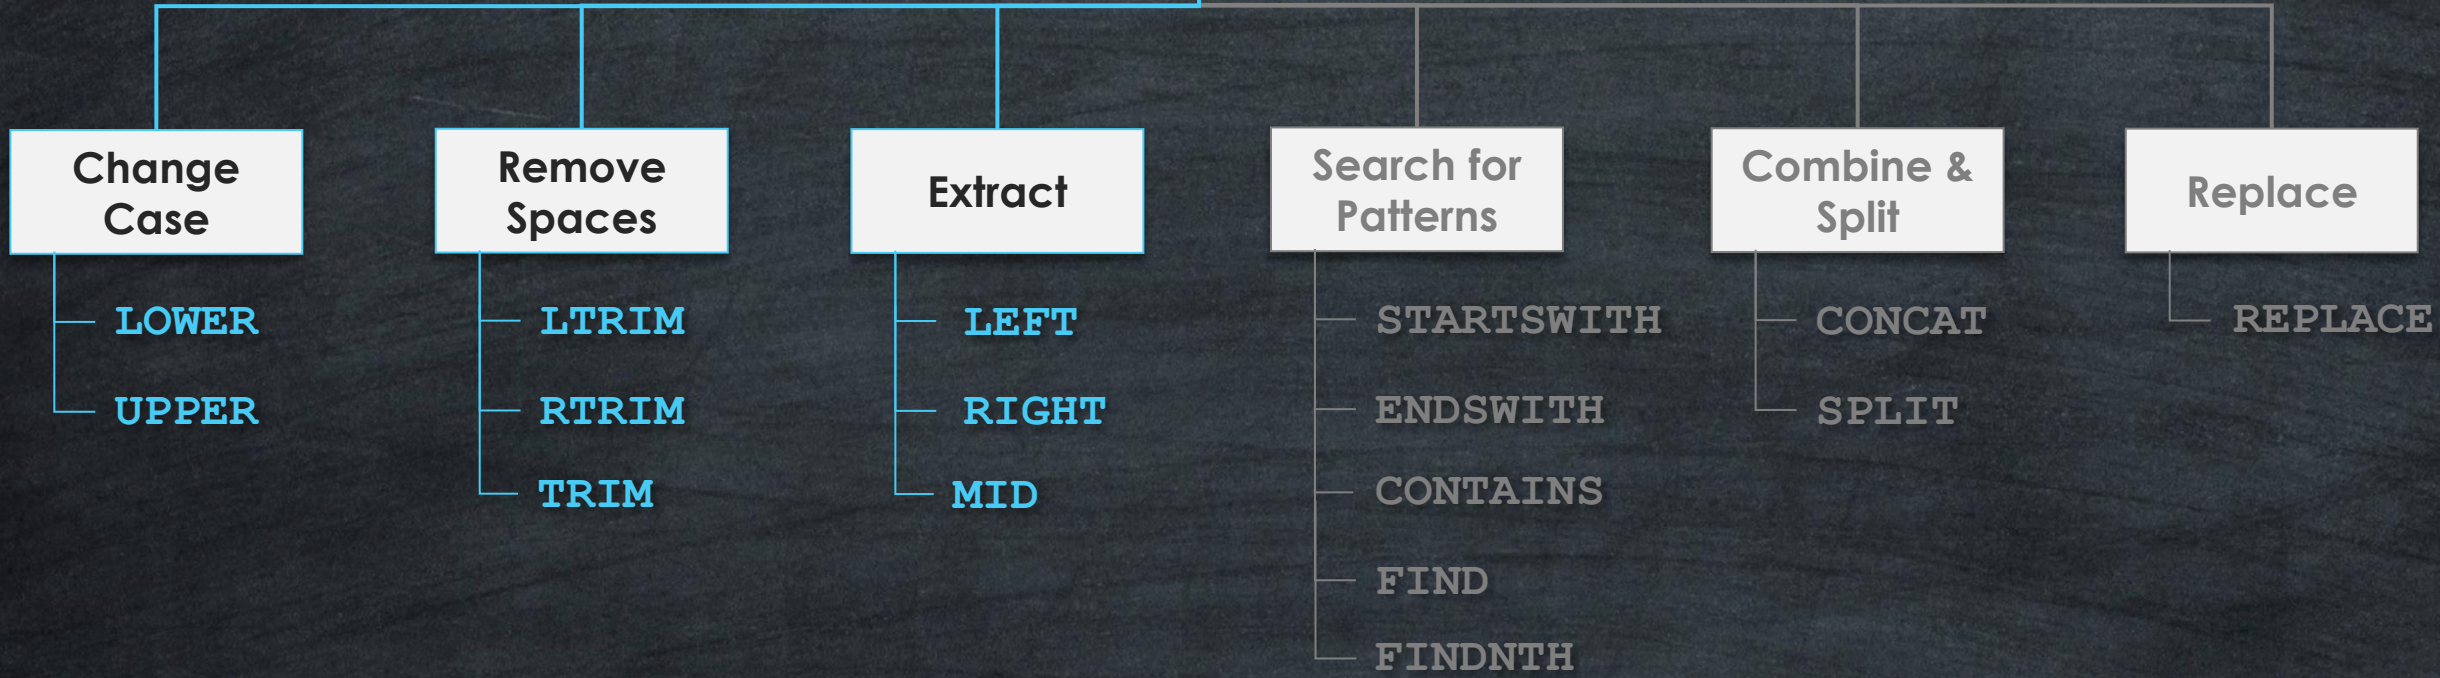 Change
Case
LOWER
UPPER
Remove
Spaces
LTRIM
RTRIM
TRIM
Extract
LEFT
RIGHT
MID
Search for
Patterns
STARTSWITH
ENDSWITH
CONTAINS
FIND
FINDNTH
Combine &
Split
CONCAT
SPLIT
Replace
REPLACE